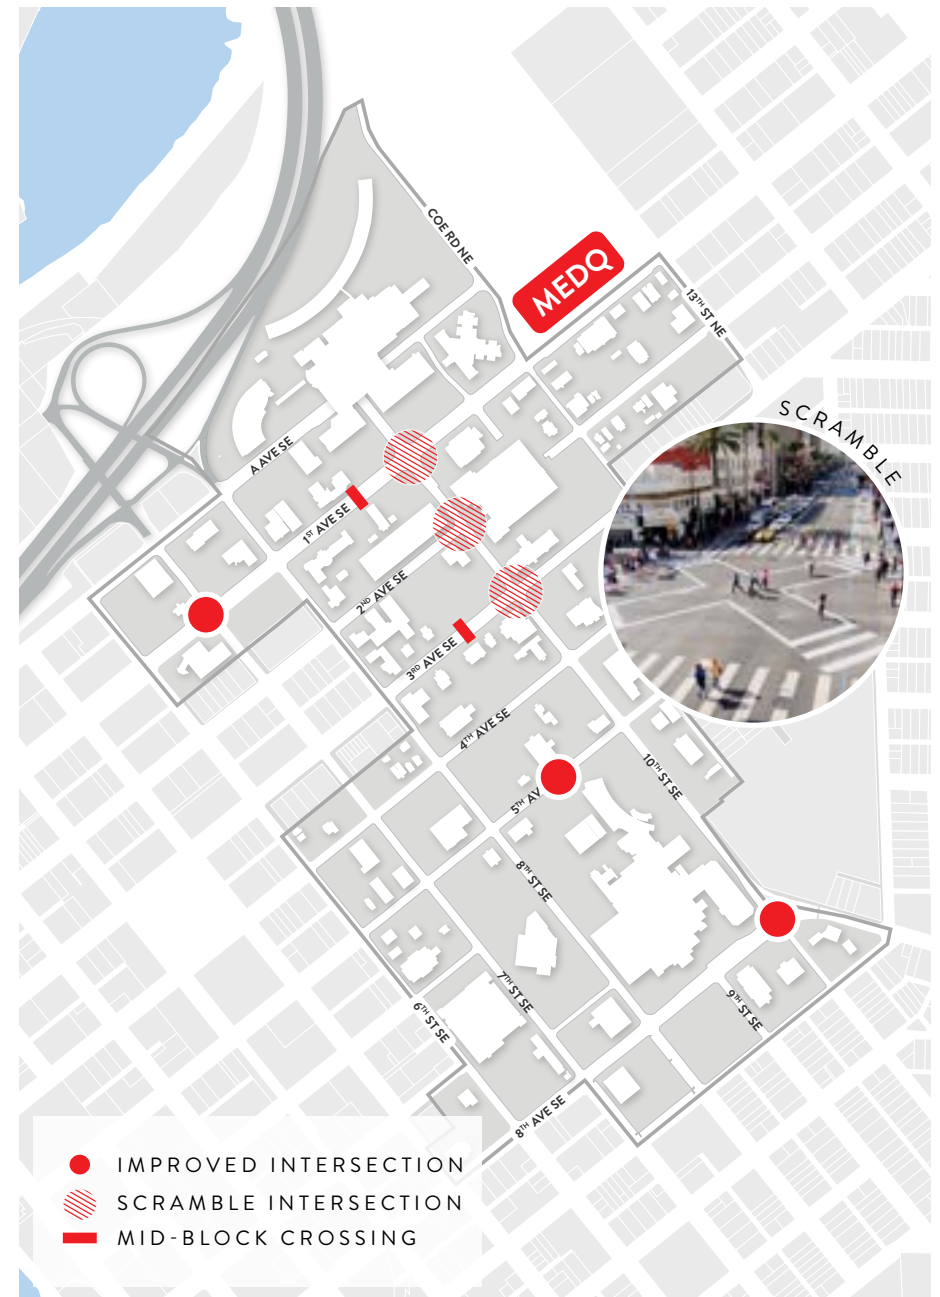 COE RD NE
MEDQ
13TH ST NE
SCRAMBLE
A AVE SE
1ST AVE SE
2ND AVE SE
3RD AVE SE
4TH AVE SE
5TH AV
10TH ST SE
8TH ST SE
7TH ST SE
9TH ST SE
6TH ST SE
8TH AVE SE
IMPROVED INTERSECTION
SCRAMBLE INTERSECTION
MID-BLOCK CROSSING